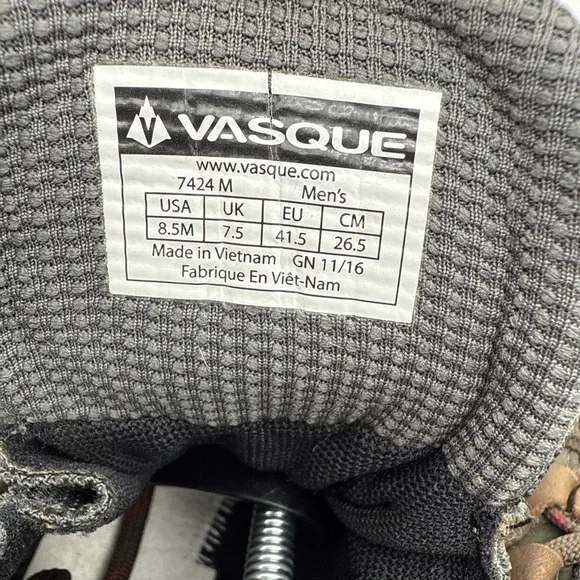 VASQUE
www.vasque.com
7424 M Men's
USA UK EU CM
8.5M 7.5 41.5 26.5
Made in Vietnam GN 11/16
Fabrique En Viêt-Nam